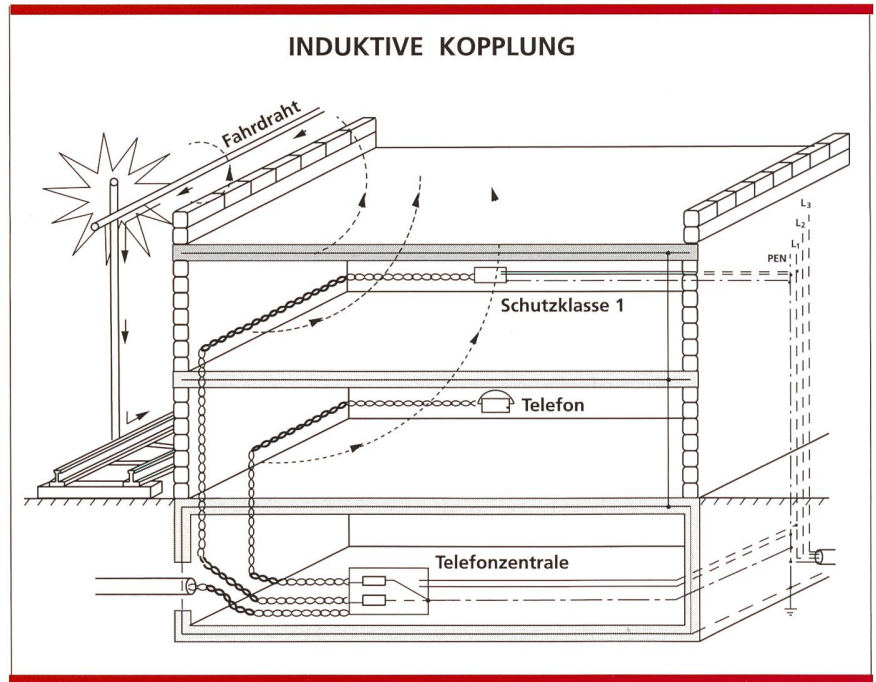 INDUKTIVE KOPPLUNG
Fahrdraht
L3
L2
L1
PEN
Schutzklasse 1
Telefon
Telefonzentrale